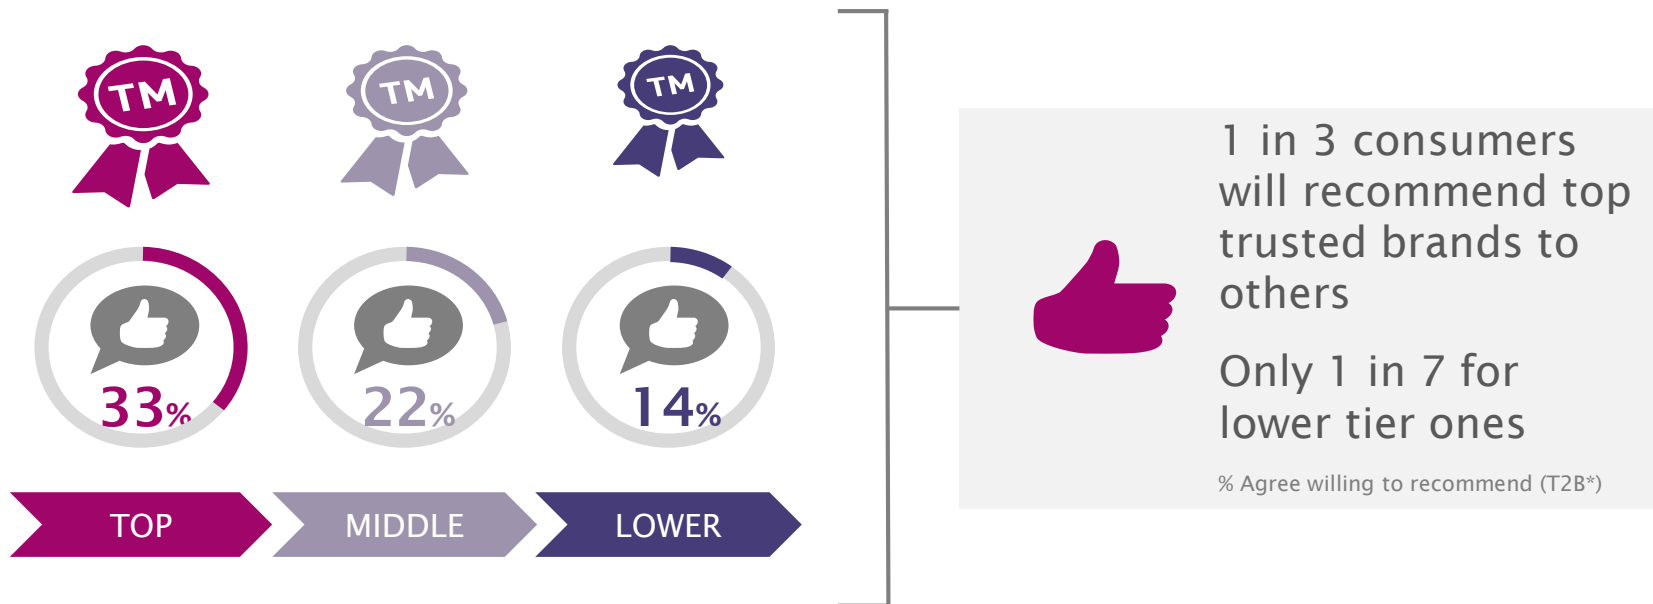 TM
TM
TM
33%
22%
14%
TOP
MIDDLE
LOWER
1 in 3 consumers
will recommend top
trusted brands to
others
Only 1 in 7 for
lower tier ones
% Agree willing to recommend (T2B*)